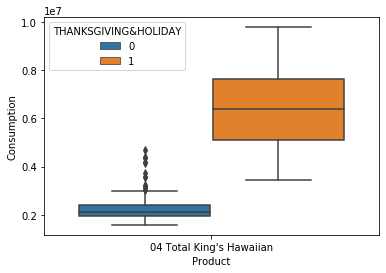 1e7
THANKSGIVING&HOLIDAY
0
1
1.0
0.8
0.6
0.4
0.2
Consumption
04 Total King's Hawaiian
Product